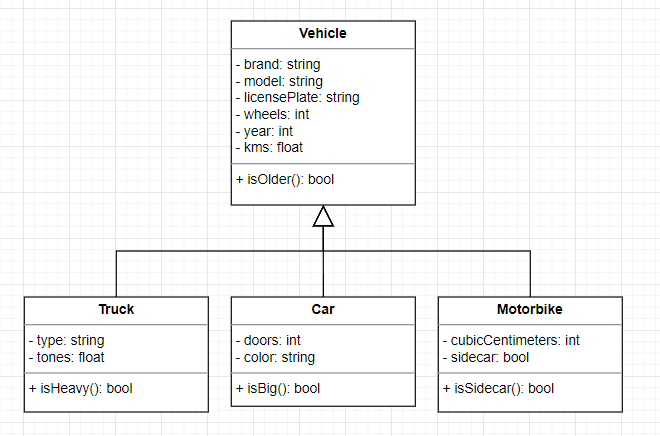 Vehicle
- brand: string
- model: string
- licensePlate: string
- wheels: int
- year: int
- kms: float
+ isOlder(): bool
Truck
- type: string
- tones: float
+ isHeavy(): bool
Car
- doors: int
- color: string
+ isBig(): bool
Motorbike
- cubicCentimeters: int
- sidecar: bool
+ isSidecar(): bool